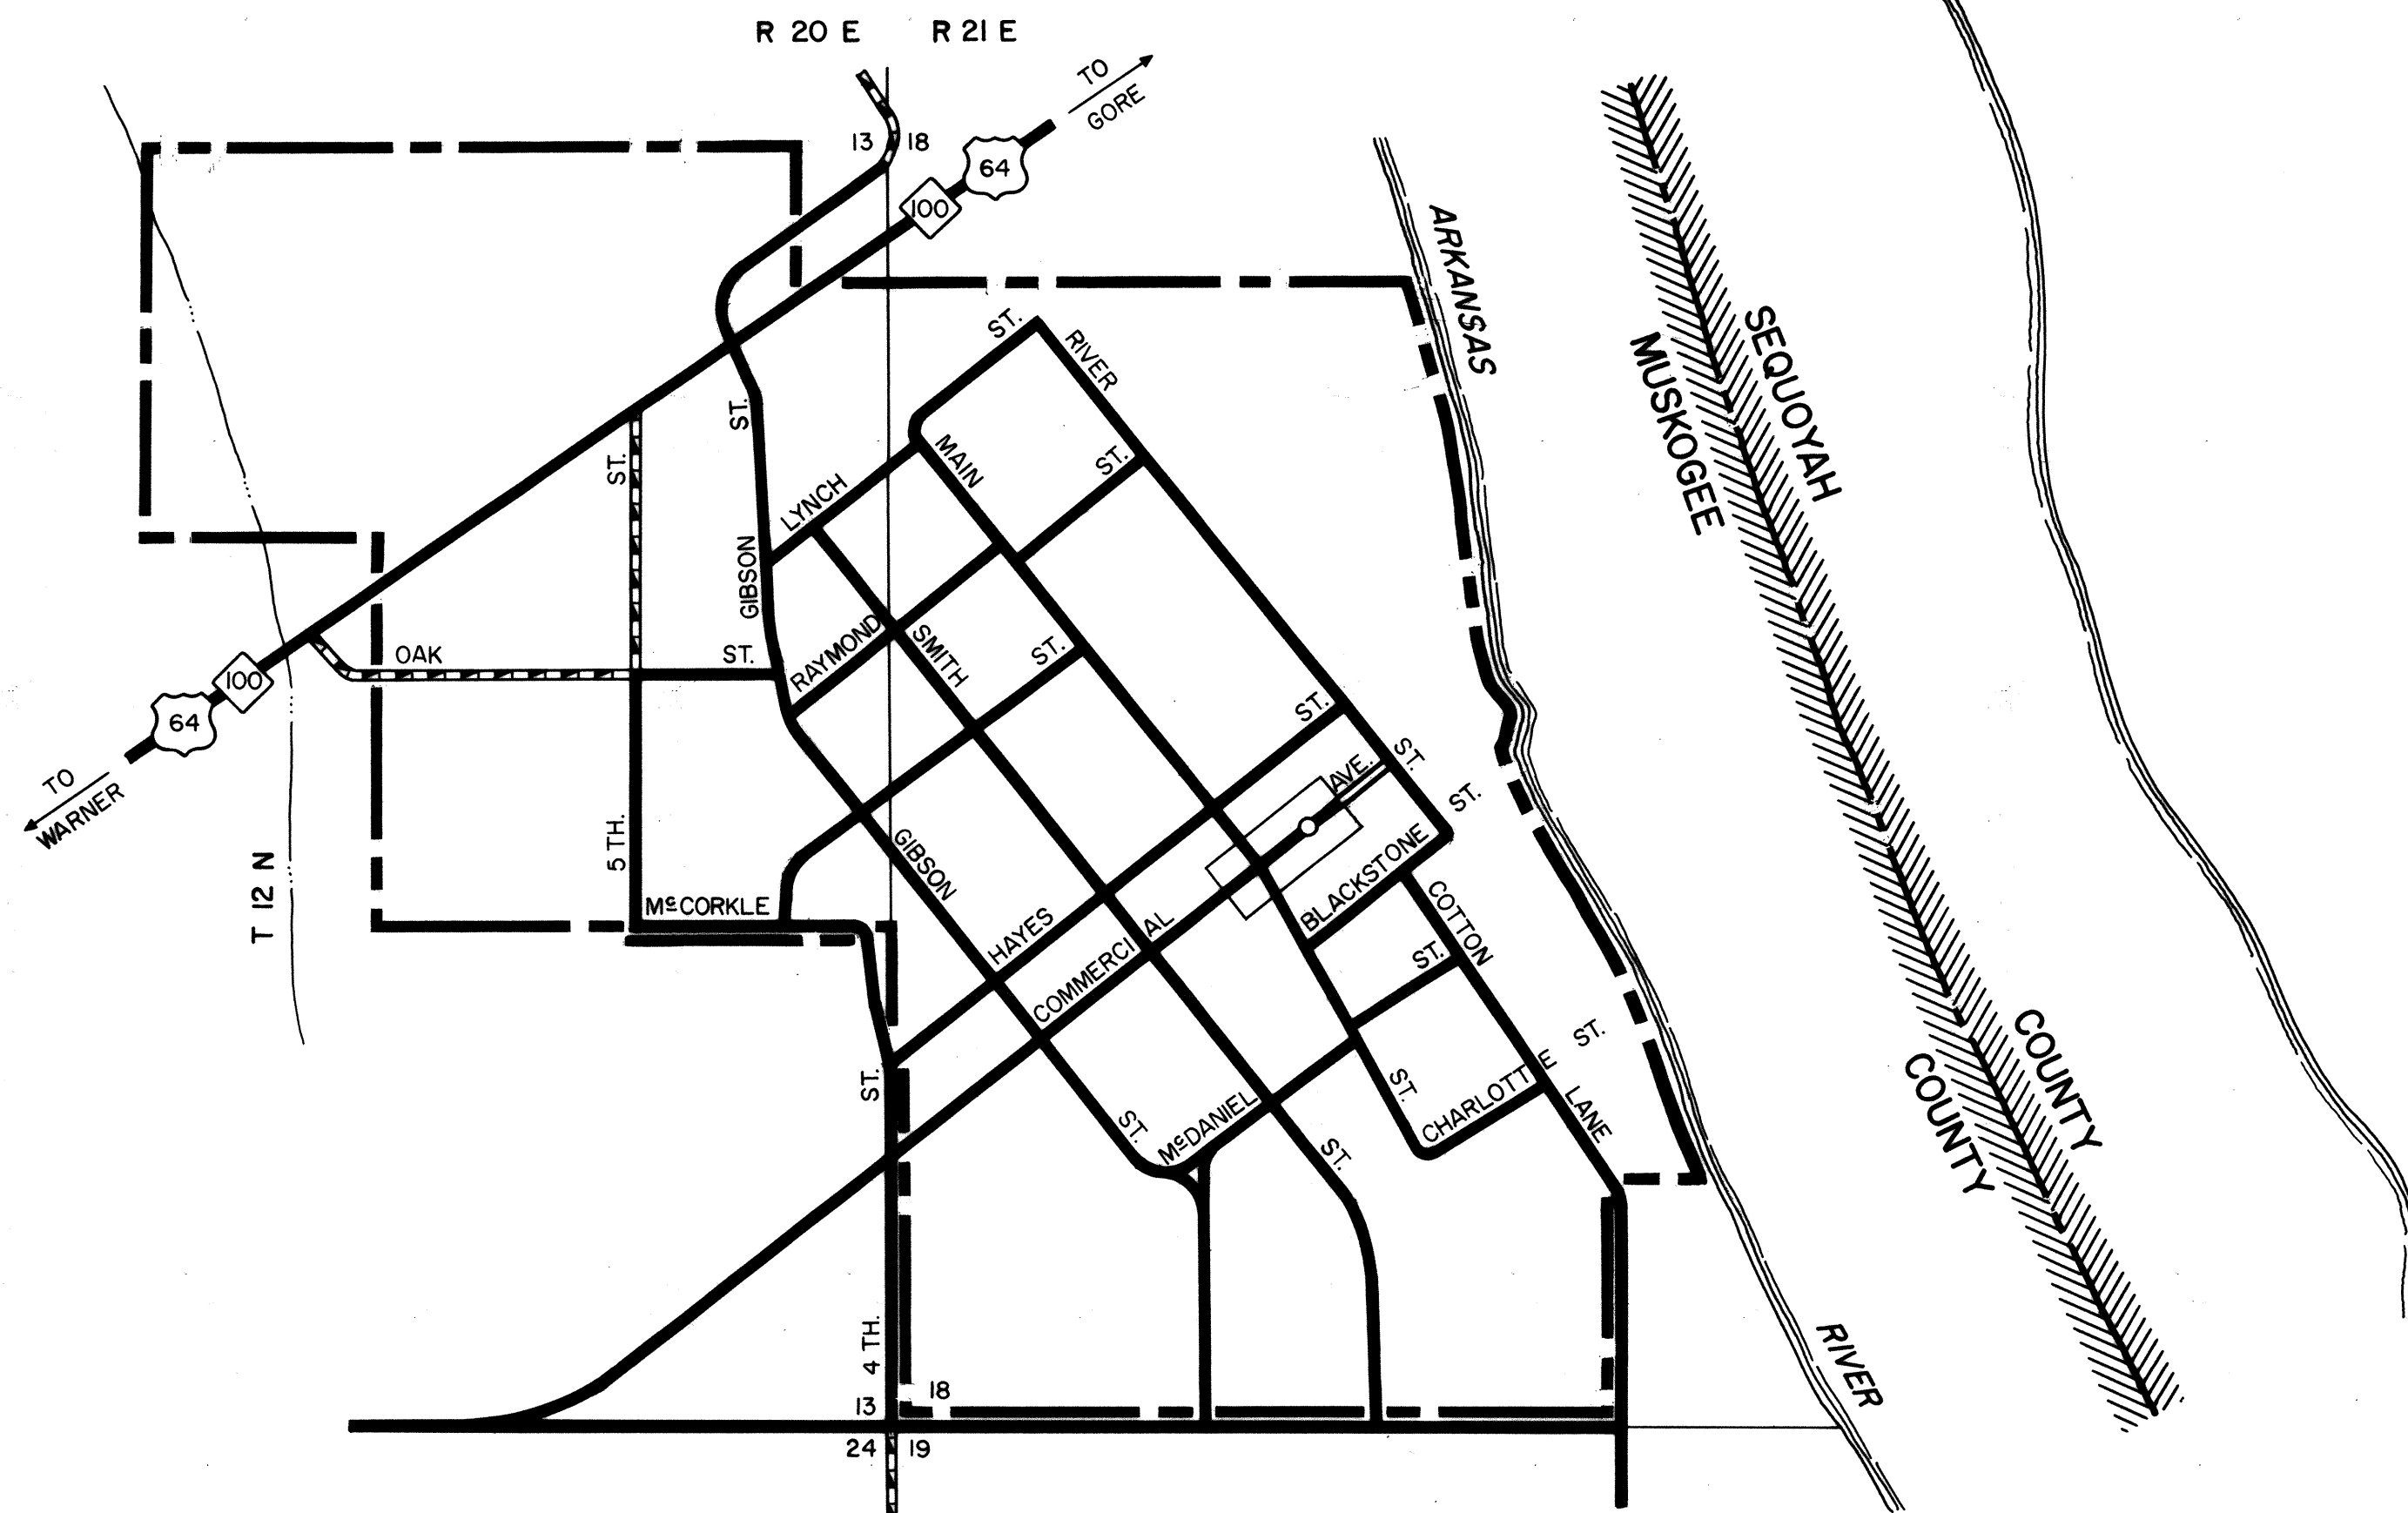 R 20 E
R 21 E
TO
GORE
13
18
64
100
ARKANSAS
ST.
RIVER
SEQUOYAH
MUSKOGEE
ST.
MAIN
ST.
ST.
LYNCH
GIBSON
RAYMOND
SMITH
ST.
OAK
ST.
100
64
TO
WARNER
ST.
ST.
AVE.
ST.
5 TH.
GIBSON
BLACKSTONE
T 12 N
McCORKLE
COTTON
HAYES
COMMERCIAL
ST.
COUNTY
COUNTY
ST.
ST.
ST.
CHARLOTTE
LANE
ST.
McDANIEL
ST.
4 TH.
RIVER
13
18
24
19